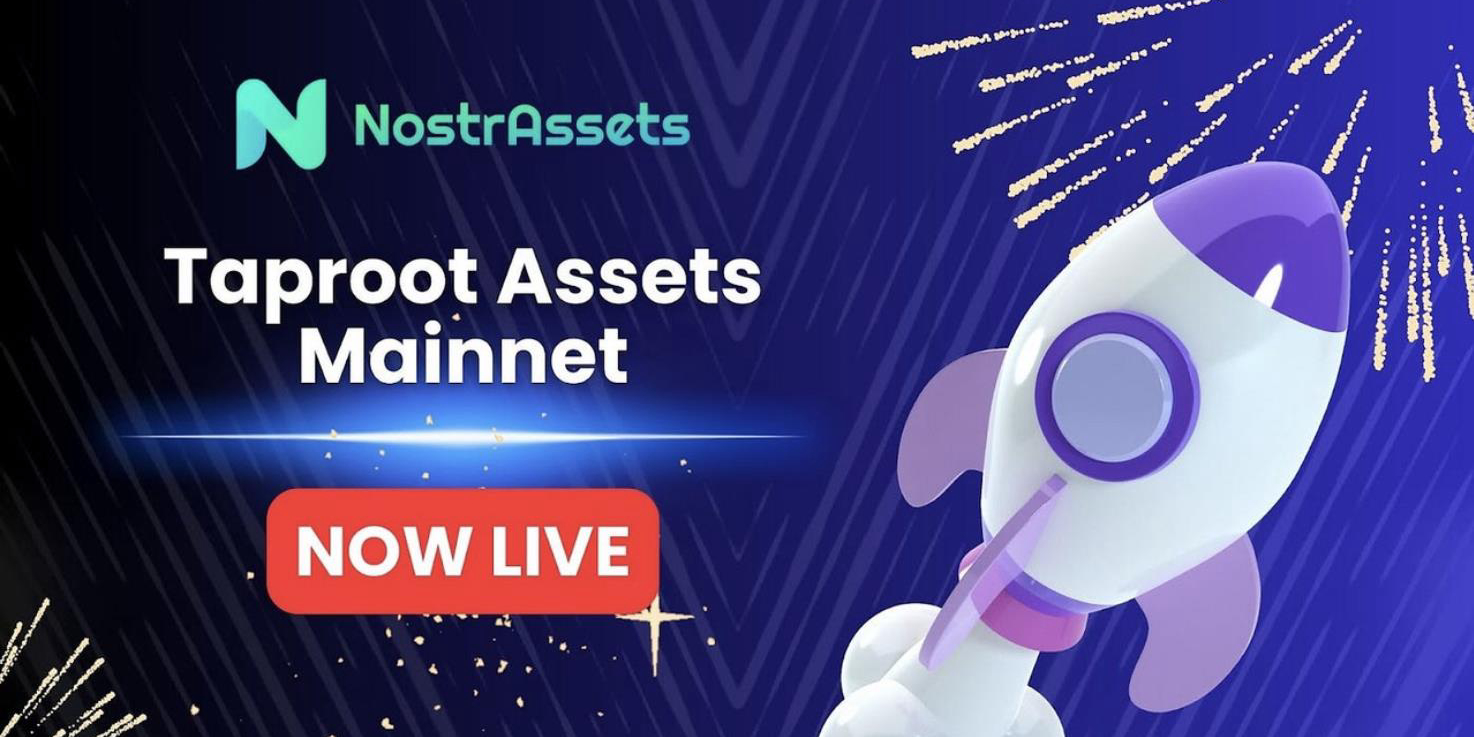 NostrAssets
Taproot Assets
Mainnet
NOW LIVE